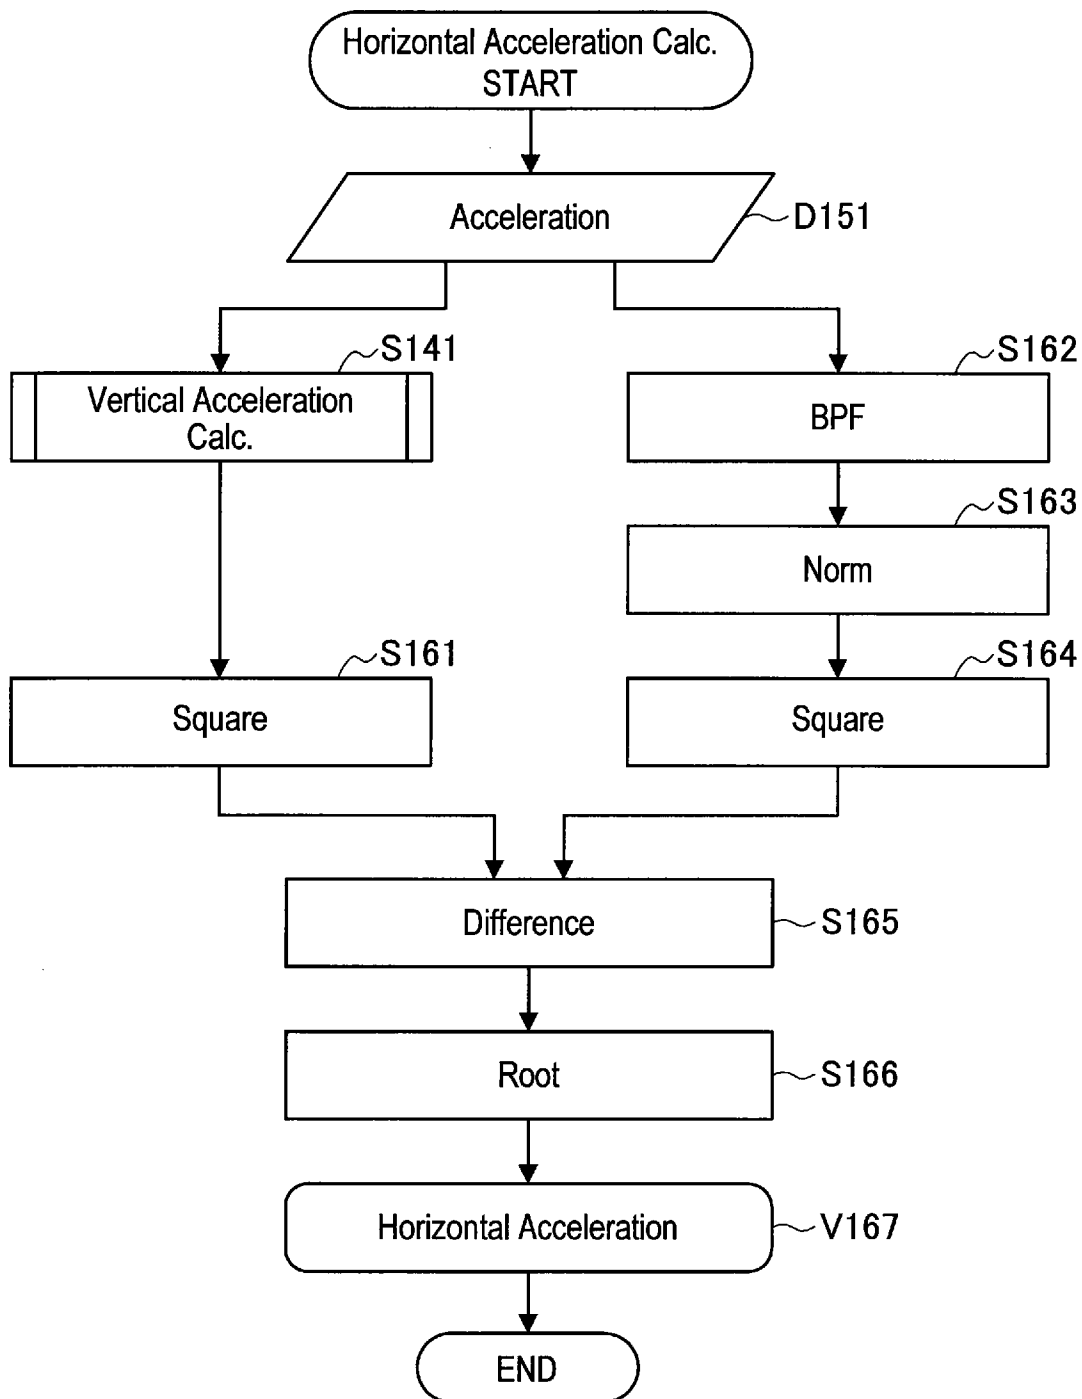 Horizontal Acceleration Calc.
START
Acceleration
D151
S141
Vertical Acceleration
Calc.
S162
BPF
S163
Norm
S161
Square
S164
Square
Difference
S165
Root
S166
Horizontal Acceleration
V167
END